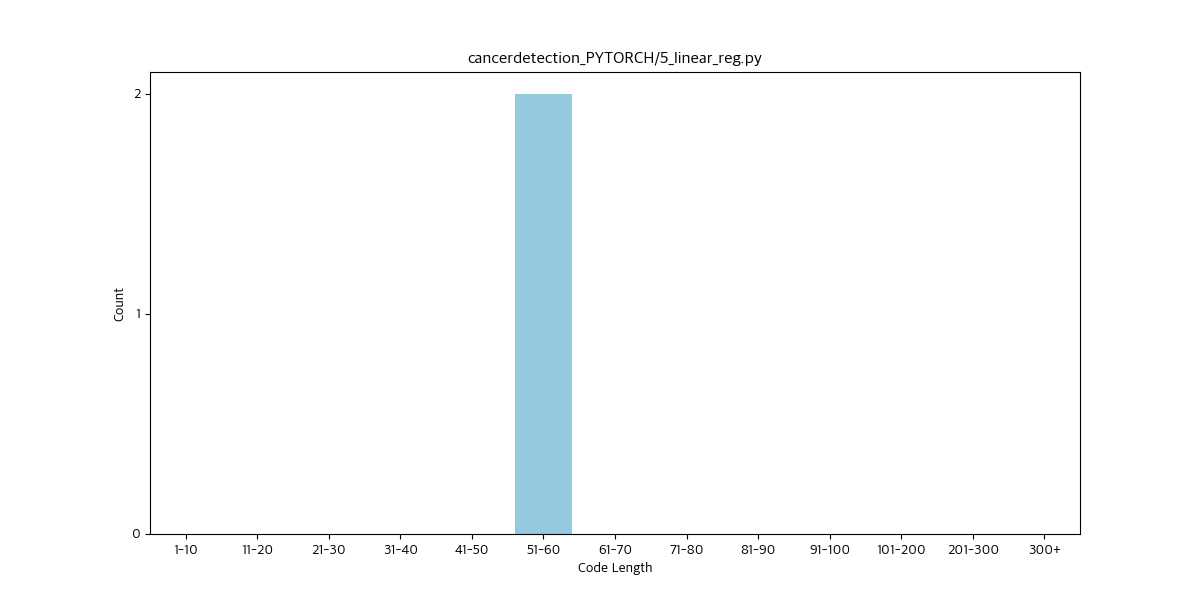 cancerdetection_PYTORCH/5_linear_reg.py
2
1
0
Count
1-10 11-20 21-30 31-40 41-50 51-60 61-70 71-80 81-90 91-100 101-200 201-300 300+
Code Length